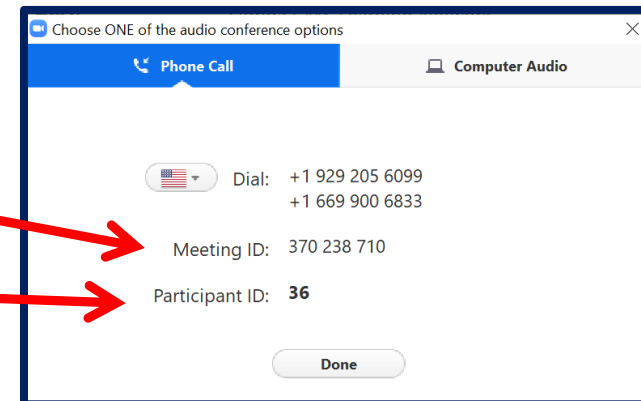 Choose ONE of the audio conference options
Phone Call
Computer Audio
Dial: +1 929 205 6099
+1 669 900 6833
Meeting ID: 370 238 710
Participant ID: 36
Done